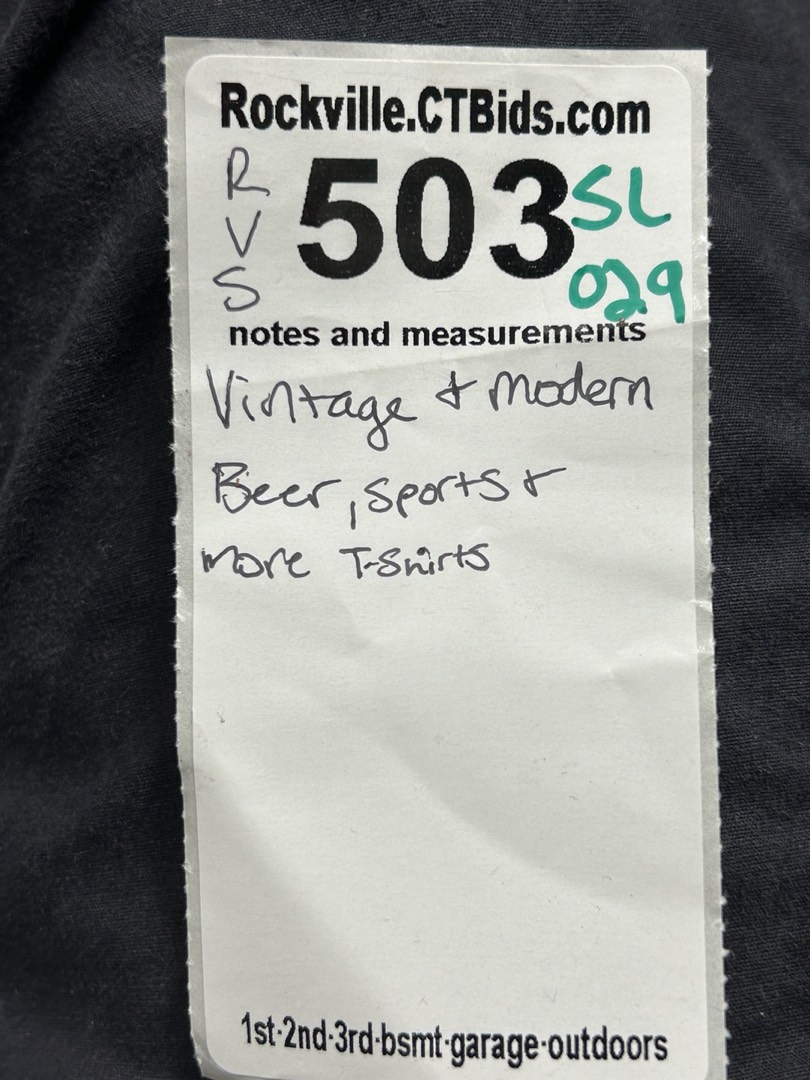 Rockville.CTBids.com
R
V
S
503
SL
029
notes and measurements
Vintage & Modern
Beer, Sports &
More T-Shirts
1st-2nd-3rd-bsmt-garage-outdoors